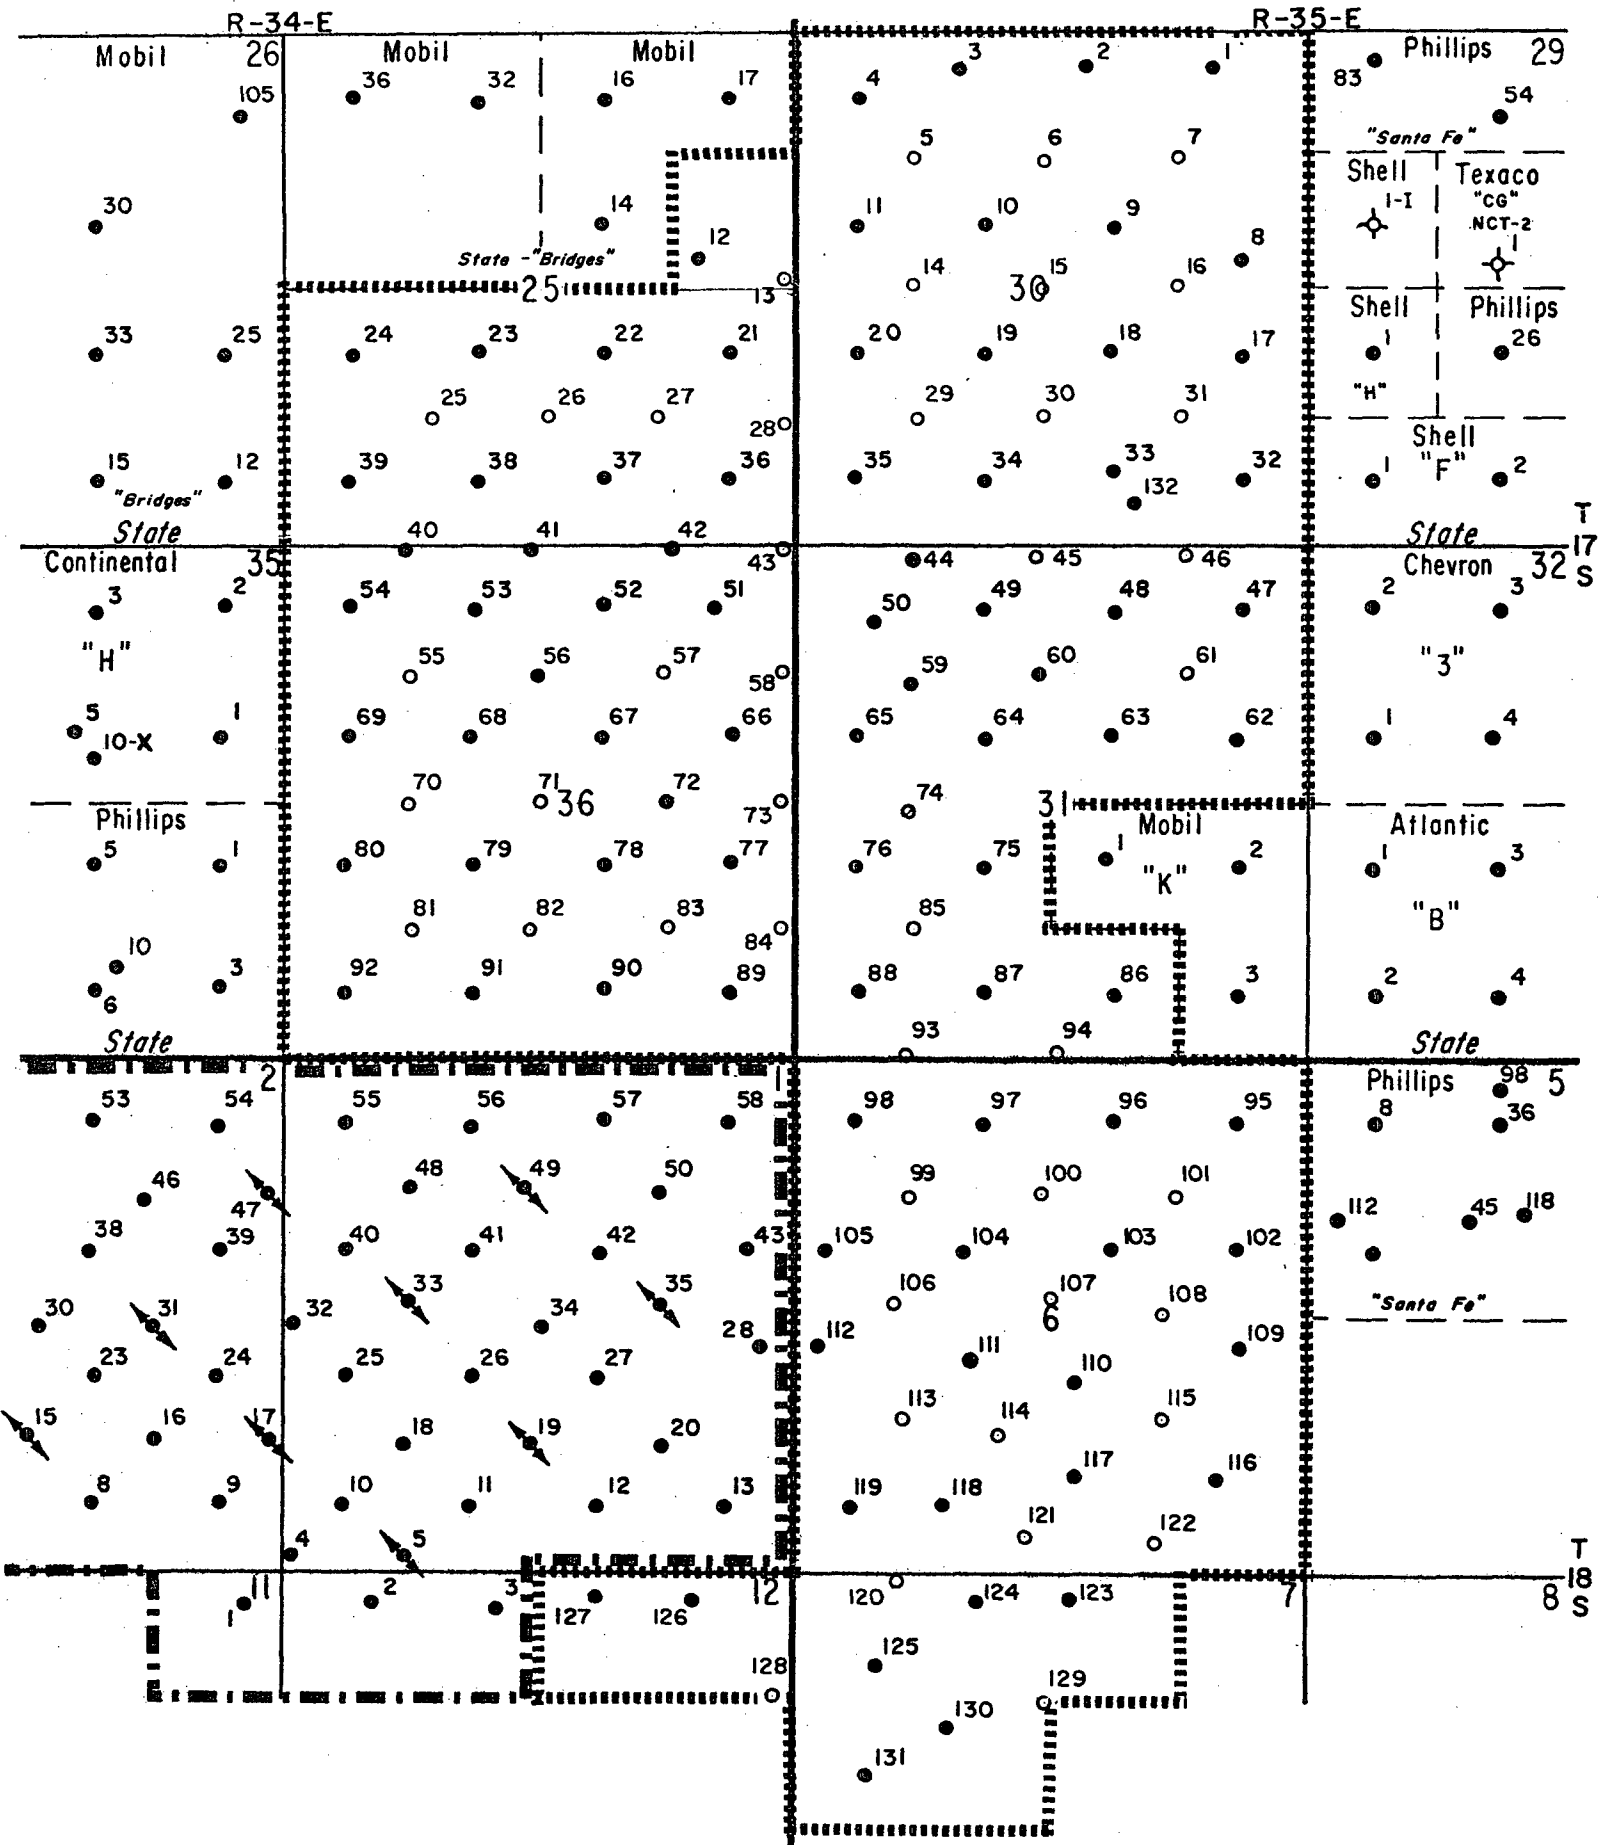 R-34-E R-35-E
Mobil 26 Mobil Mobil Phillips 29
3 2 1
83
36 32 16 17 4
105 54
"Santa Fe"
5 6 7
Shell Texaco
1-I "CG"
NCT-2
30 14 11 10 9
12 8 1
State -"Bridges"
14 15 16
13 25 30
Shell Phillips
33 25 24 23 22 21 20 19 18 17 1 26
"H"
25 26 27 28 29 30 31
Shell
"F"
15 12 39 38 37 36 35 34 33 32 1 2
132
"Bridges"
State State
T
17
S
40 41 42 43 44 45 46
Continental 35 Chevron 32
3 2 54 53 52 51 50 49 48 47 2 3
"H" "3"
55 56 57 58 59 60 61
5 1 69 68 67 66 65 64 63 62 1 4
10-X
70 71 36 72 73 74 31
Phillips Mobil Atlantic
5 1 80 79 78 77 76 75 1 2 1 3
"K"
"B"
81 82 83 84 85
10
6 3 92 91 90 89 88 87 86 3 2 4
93 94
State State
2 1 Phillips 5
98
53 54 55 56 57 58 98 97 96 95 8 36
46 47 48 49 50 99 100 101
112 45 118
38 39 40 41 42 43 105 104 103 102
106 107 108
6
"Santa Fe"
30 31 32 33 34 35
28 112 109
23 24 25 26 27 111 110
113 114 115
15 16 17 18 19 20
117 116
8 9 10 11 12 13 119 118
121 122
4 5
T
18
S
11 1 2 3 127 126 12 120 124 123 7 8
125
128 129
130
131